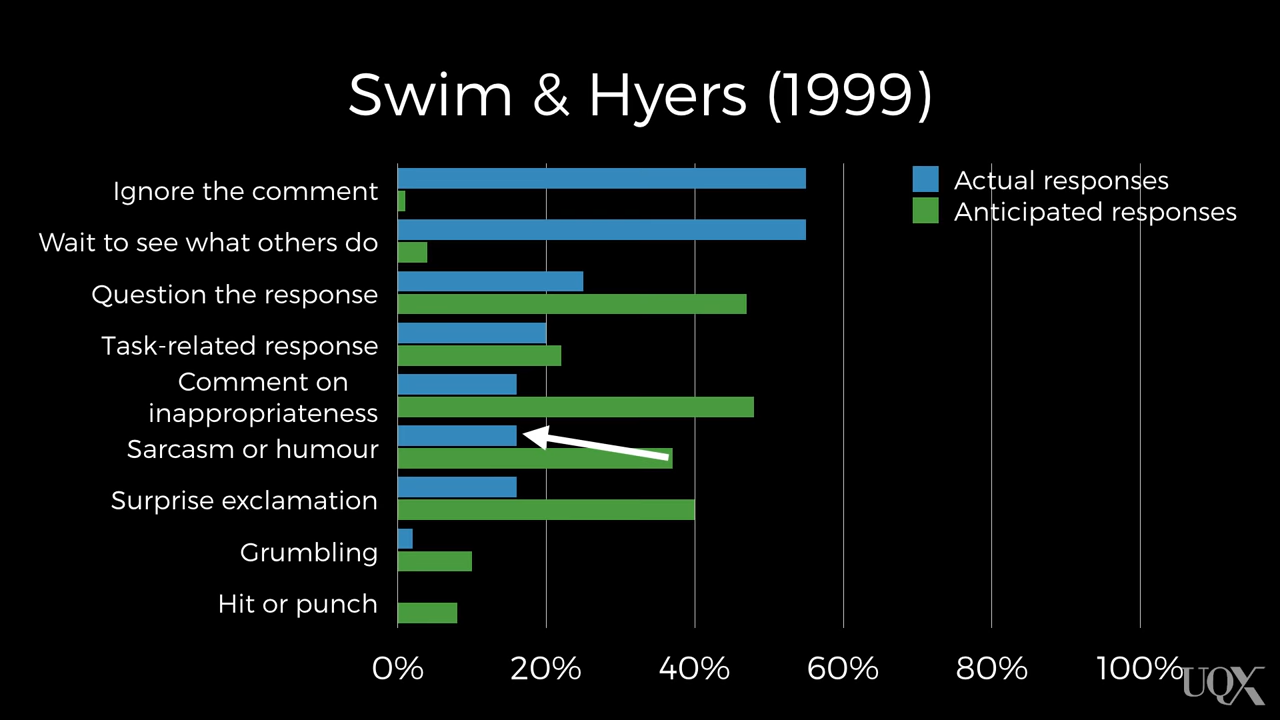 Swim & Hyers (1999)
Actual responses
Anticipated responses
Ignore the comment
Wait to see what others do
Question the response
Task-related response
Comment on
inappropriateness
Sarcasm or humour
Surprise exclamation
Grumbling
Hit or punch
0% 20% 40% 60% 80% 100%
UQX